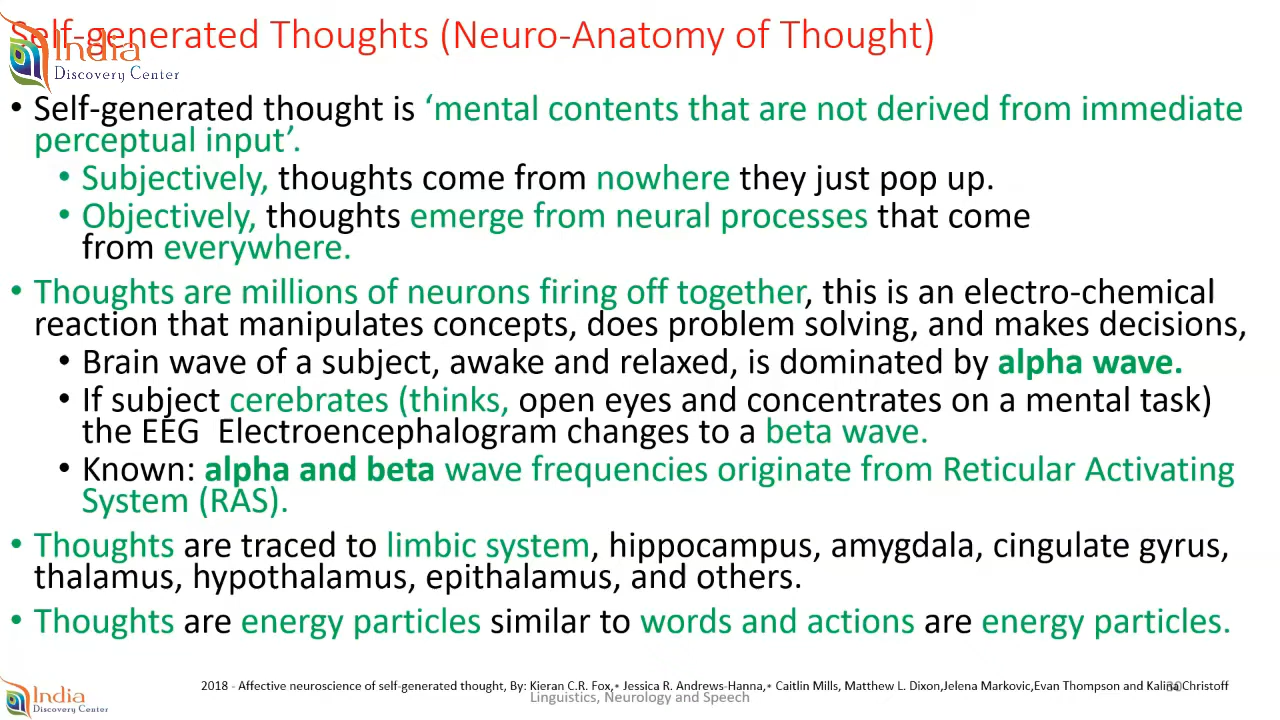 Self-generated Thoughts (Neuro-Anatomy of Thought)
India
Discovery Center
• Self-generated thought is ‘mental contents that are not derived from immediate
perceptual input’.
• Subjectively, thoughts come from nowhere they just pop up.
• Objectively, thoughts emerge from neural processes that come
from everywhere.
• Thoughts are millions of neurons firing off together, this is an electro-chemical
reaction that manipulates concepts, does problem solving, and makes decisions,
• Brain wave of a subject, awake and relaxed, is dominated by alpha wave.
• If subject cerebrates (thinks, open eyes and concentrates on a mental task)
the EEG  Electroencephalogram changes to a beta wave.
• Known: alpha and beta wave frequencies originate from Reticular Activating
System (RAS).
• Thoughts are traced to limbic system, hippocampus, amygdala, cingulate gyrus,
thalamus, hypothalamus, epithalamus, and others.
• Thoughts are energy particles similar to words and actions are energy particles.
2018 - Affective neuroscience of self-generated thought, By: Kieran C.R. Fox,• Jessica R. Andrews-Hanna,• Caitlin Mills, Matthew L. Dixon,Jelena Markovic,Evan Thompson and Kalina Christoff
Linguistics, Neurology and Speech
30
India
Discovery Center